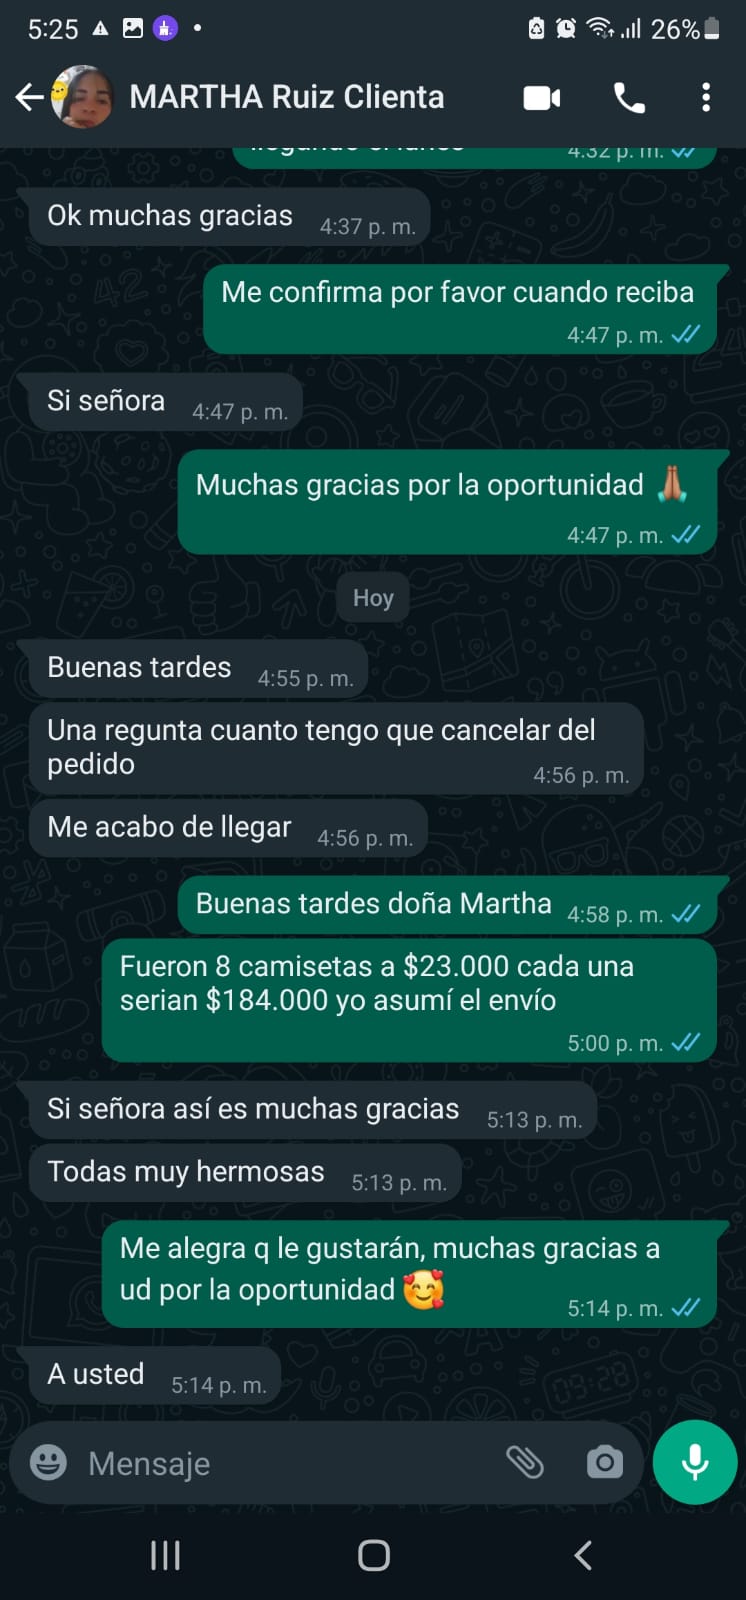 5:25
26%
MARTHA Ruiz Clienta
4:32 p. m.
Ok muchas gracias 4:37 p. m.
Me confirma por favor cuando reciba
4:47 p. m.
Si señora 4:47 p. m.
Muchas gracias por la oportunidad
4:47 p. m.
Hoy
Buenas tardes 4:55 p. m.
Una regunta cuanto tengo que cancelar del
pedido 4:56 p. m.
Me acabo de llegar 4:56 p. m.
Buenas tardes doña Martha 4:58 p. m.
Fueron 8 camisetas a $23.000 cada una
serian $184.000 yo asumí el envío
5:00 p. m.
Si señora así es muchas gracias 5:13 p. m.
Todas muy hermosas 5:13 p. m.
Me alegra q le gustarán, muchas gracias a
ud por la oportunidad 5:14 p. m.
A usted 5:14 p. m.
Mensaje